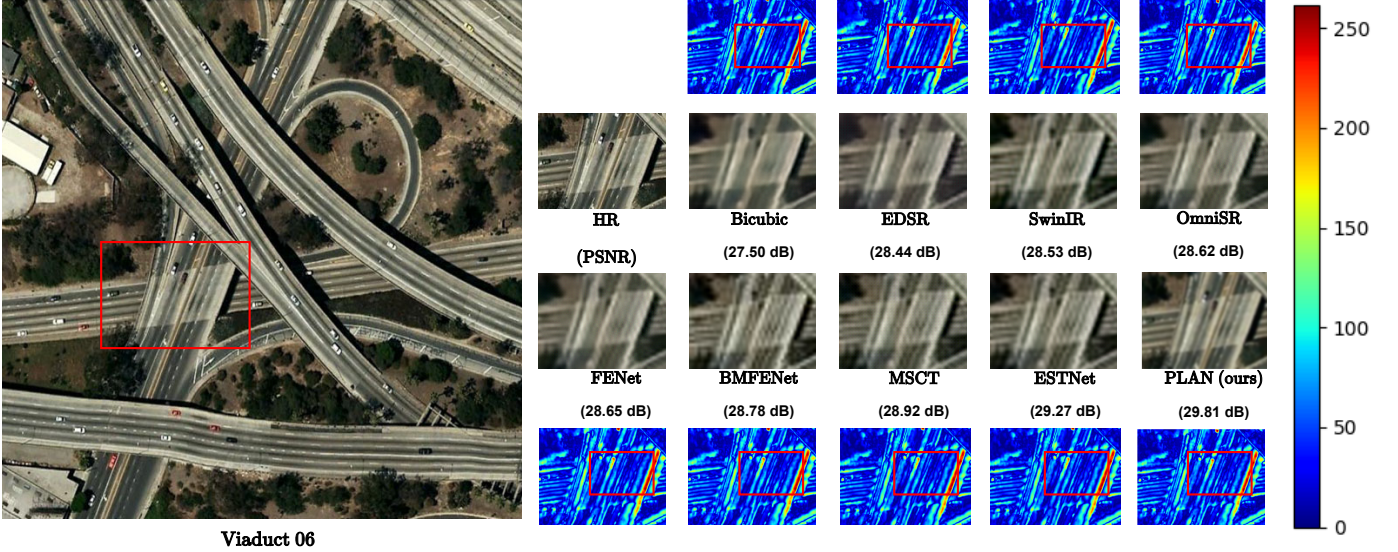 250
200
150
100
50
0
HR
Bicubic
EDSR
SwinIR
OmniSR
(PSNR)
(27.50 dB)
(28.44 dB)
(28.53 dB)
(28.62 dB)
FENet
BMFENet
MSCT
ESTNet
PLAN (ours)
(28.65 dB)
(28.78 dB)
(28.92 dB)
(29.27 dB)
(29.81 dB)
Viaduct 06